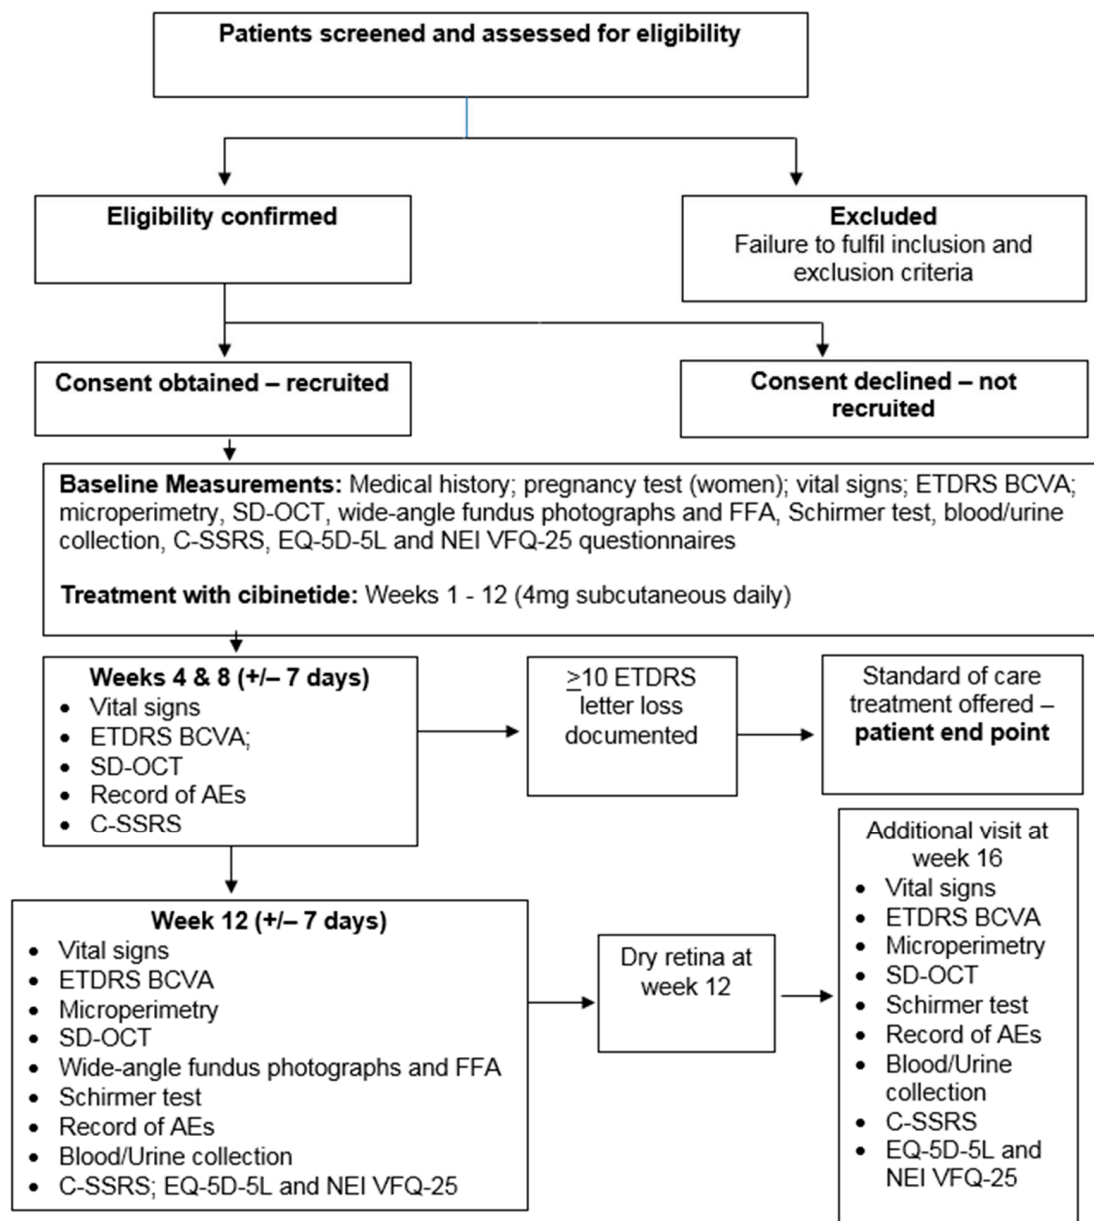 Patients screened and assessed for eligibility
Eligibility confirmed
Excluded
Failure to fulfil inclusion and
exclusion criteria
Consent obtained – recruited
Consent declined – not
recruited
Baseline Measurements: Medical history; pregnancy test (women); vital signs; ETDRS BCVA;
microperimetry, SD-OCT, wide-angle fundus photographs and FFA, Schirmer test, blood/urine
collection, C-SSRS, EQ-5D-5L and NEI VFQ-25 questionnaires
Treatment with cibinetide: Weeks 1 - 12 (4mg subcutaneous daily)
Weeks 4 & 8 (+/– 7 days)
• Vital signs
• ETDRS BCVA;
• SD-OCT
• Record of AEs
• C-SSRS
≥10 ETDRS
letter loss
documented
Standard of care
treatment offered –
patient end point
Week 12 (+/– 7 days)
• Vital signs
• ETDRS BCVA
• Microperimetry
• SD-OCT
• Wide-angle fundus photographs and FFA
• Schirmer test
• Record of AEs
• Blood/Urine collection
• C-SSRS; EQ-5D-5L and NEI VFQ-25
Dry retina at
week 12
Additional visit at
week 16
• Vital signs
• ETDRS BCVA
• Microperimetry
• SD-OCT
• Schirmer test
• Record of AEs
• Blood/Urine
collection
• C-SSRS
• EQ-5D-5L and
NEI VFQ-25